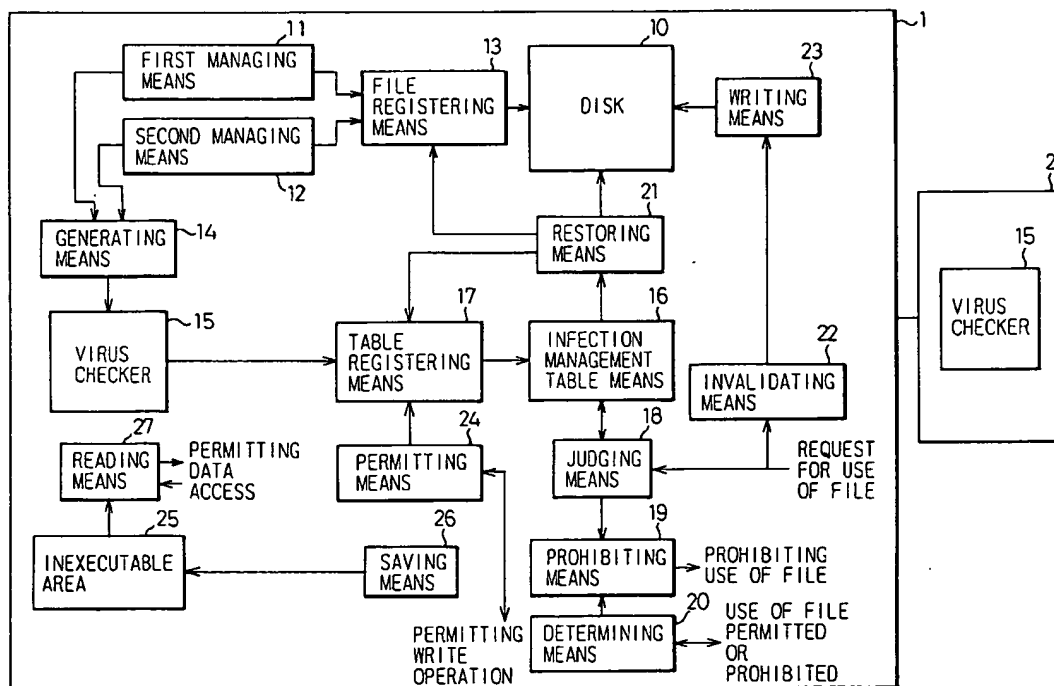 11
10
1
FIRST MANAGING
MEANS
13
FILE
REGISTERING
MEANS
DISK
23
WRITING
MEANS
SECOND MANAGING
MEANS
12
2
14
GENERATING
MEANS
21
RESTORING
MEANS
15
VIRUS
CHECKER
15
VIRUS
CHECKER
17
TABLE
REGISTERING
MEANS
16
INFECTION
MANAGEMENT
TABLE MEANS
22
INVALIDATING
MEANS
27
READING
MEANS
PERMITTING
DATA
ACCESS
24
PERMITTING
MEANS
18
JUDGING
MEANS
REQUEST
FOR USE
OF FILE
25
INEXECUTABLE
AREA
26
SAVING
MEANS
19
PROHIBITING
MEANS
PROHIBITING
USE OF FILE
20
DETERMINING
MEANS
USE OF FILE
PERMITTED
OR
PROHIBITED
PERMITTING
WRITE
OPERATION